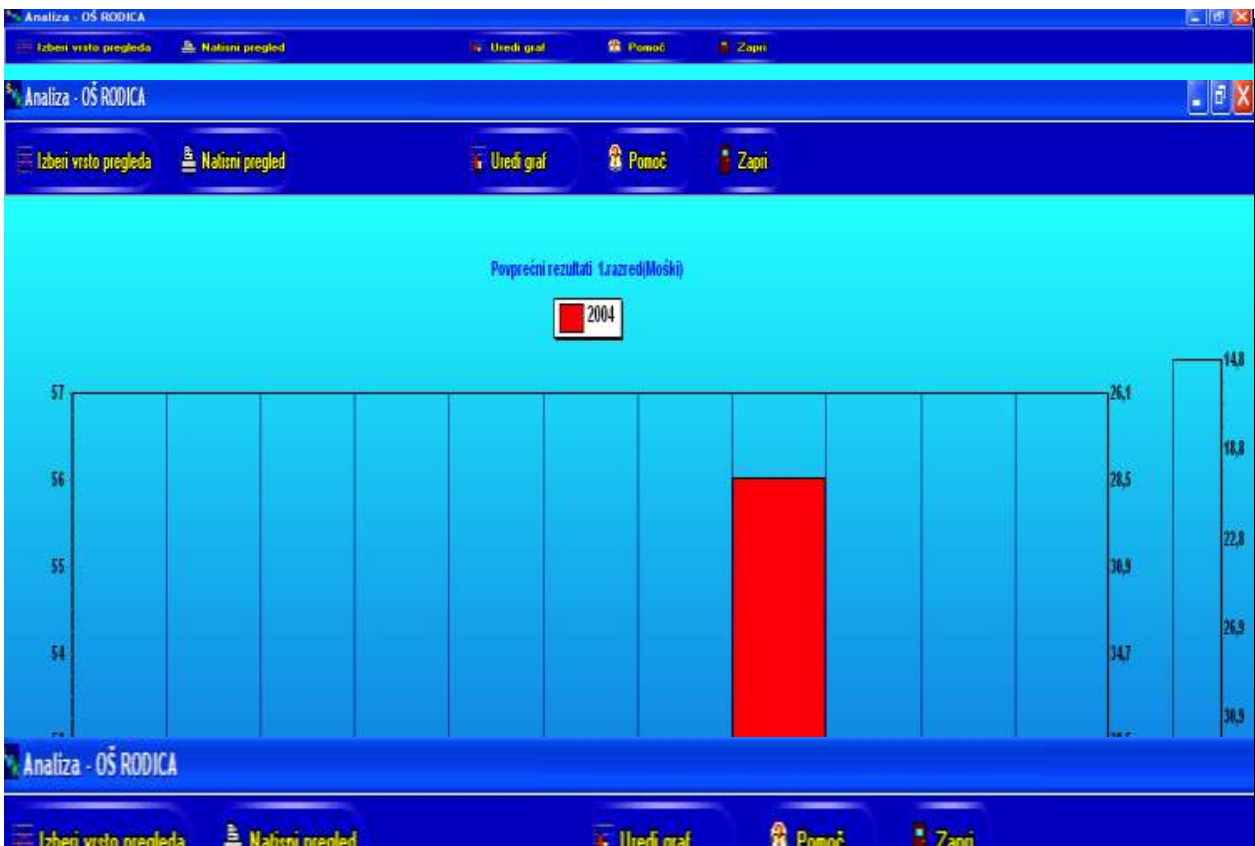 Analiza - OŠ RODICA
Izberi vrsto pregleda Natisni pregled Uredi graf Pomoč Zapri
Analiza - OŠ RODICA
Izberi vrsto pregleda Natisni pregled Uredi graf Pomoč Zapri
Povprečni rezultati 1.razred(Moški)
2004
14,8
57 26,1
18,8
56 28,5
22,8
55 30,9
26,9
54 34,7
30,9
Analiza - OŠ RODICA
Izberi vrsto pregleda Natisni pregled Uredi graf Pomoč Zapri